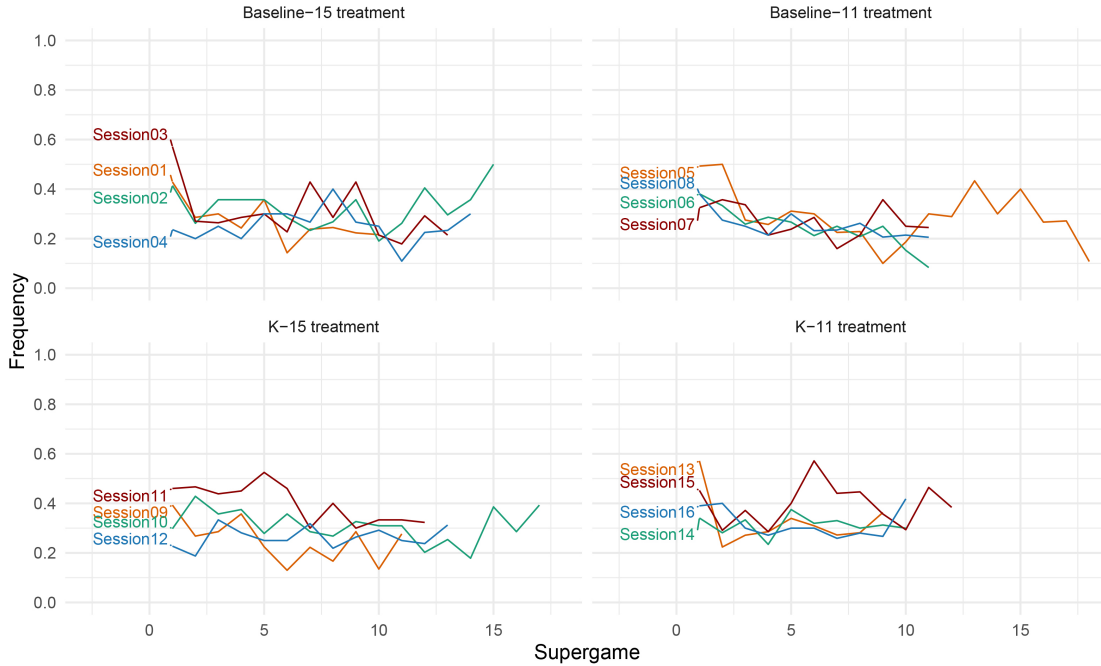 Baseline−15 treatment
Baseline−11 treatment
1.0
0.8
0.6
0.4
0.2
0.0
Session03
Session01
Session02
Session04
Session05
Session08
Session06
Session07
Frequency
K−15 treatment
K−11 treatment
1.0
0.8
0.6
0.4
0.2
0.0
Session11
Session09
Session10
Session12
Session13
Session15
Session16
Session14
0 5 10 15
0 5 10 15
Supergame